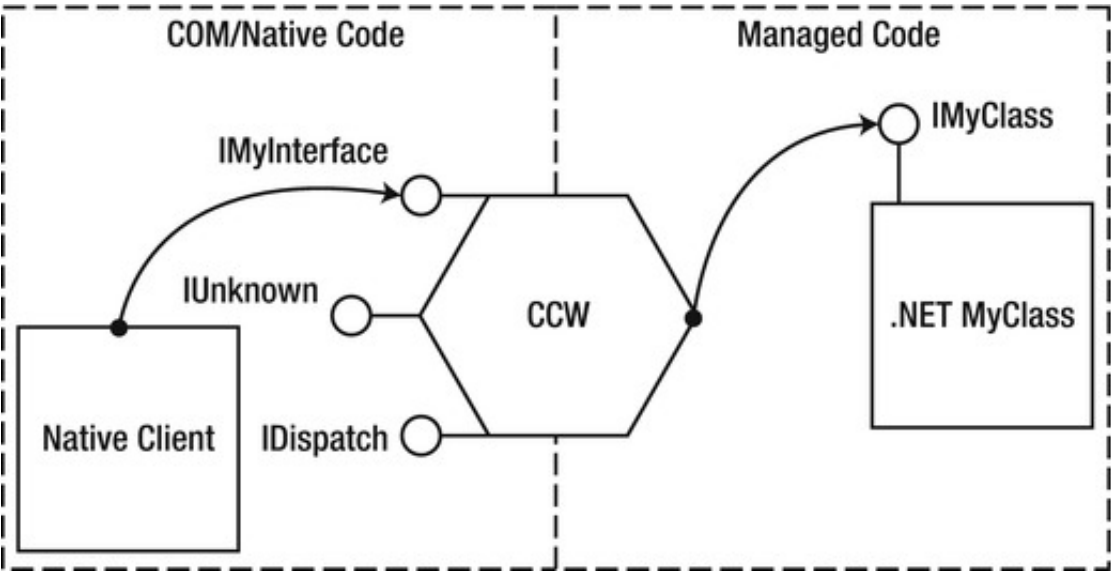 COM/Native Code
Managed Code
IMyClass
IMyInterface
IUnknown
CCW
.NET MyClass
Native Client
IDispatch